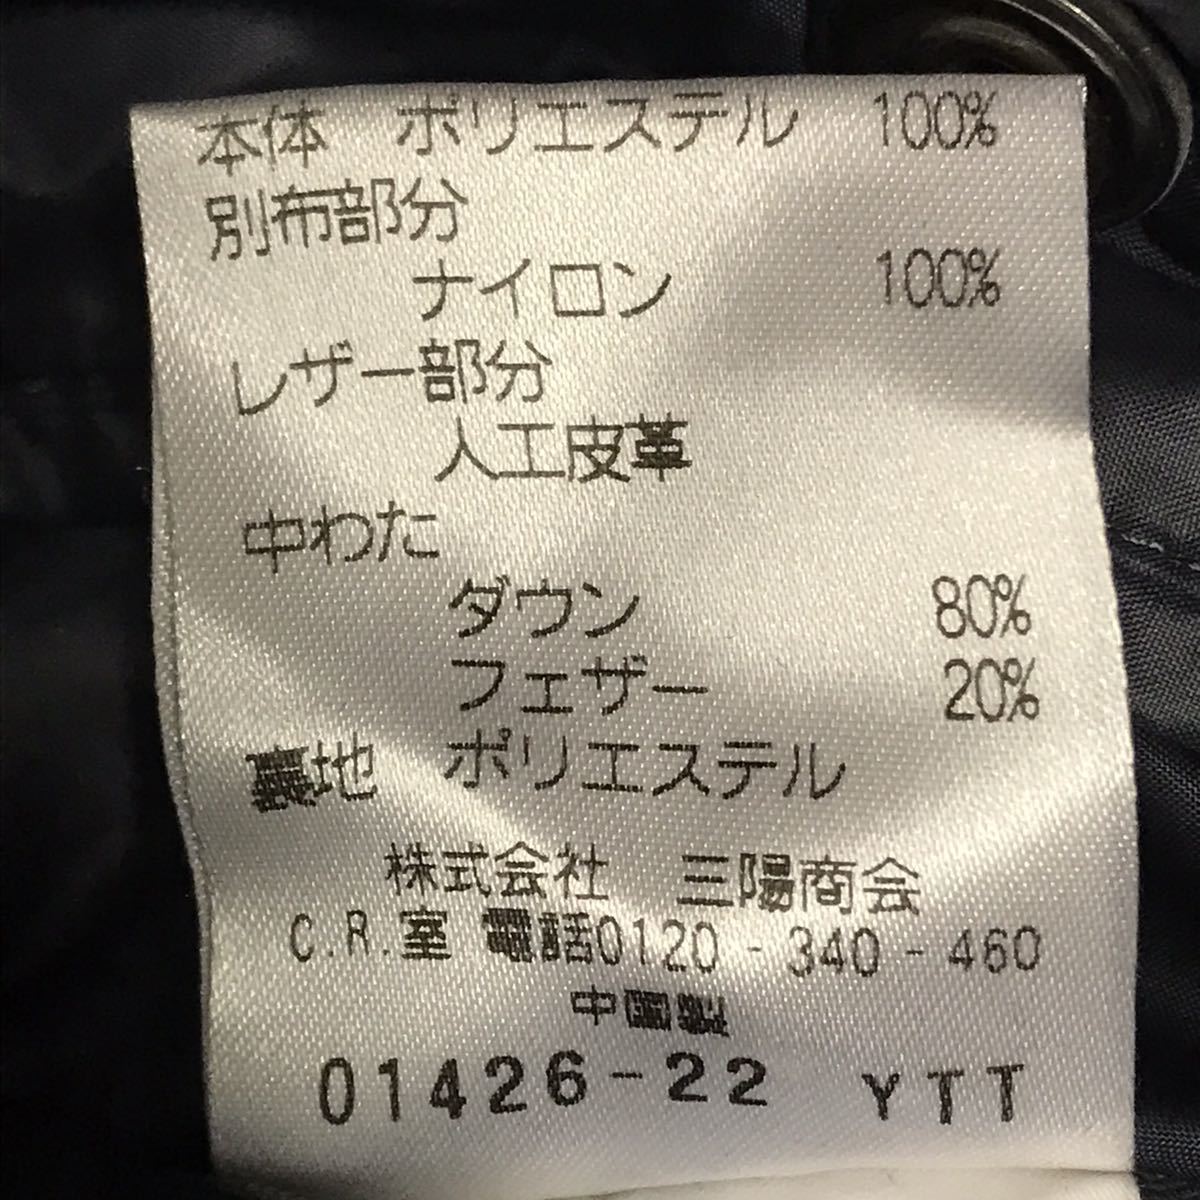 本体 ポリエステル 100%
別布部分
ナイロン 100%
レザー部分
人工皮革
中わた
ダウン 80%
フェザー 20%
裏地 ポリエステル
株式会社 三陽商会
C.R.室 電話0120-340-460
中国製
01426-22 YTT